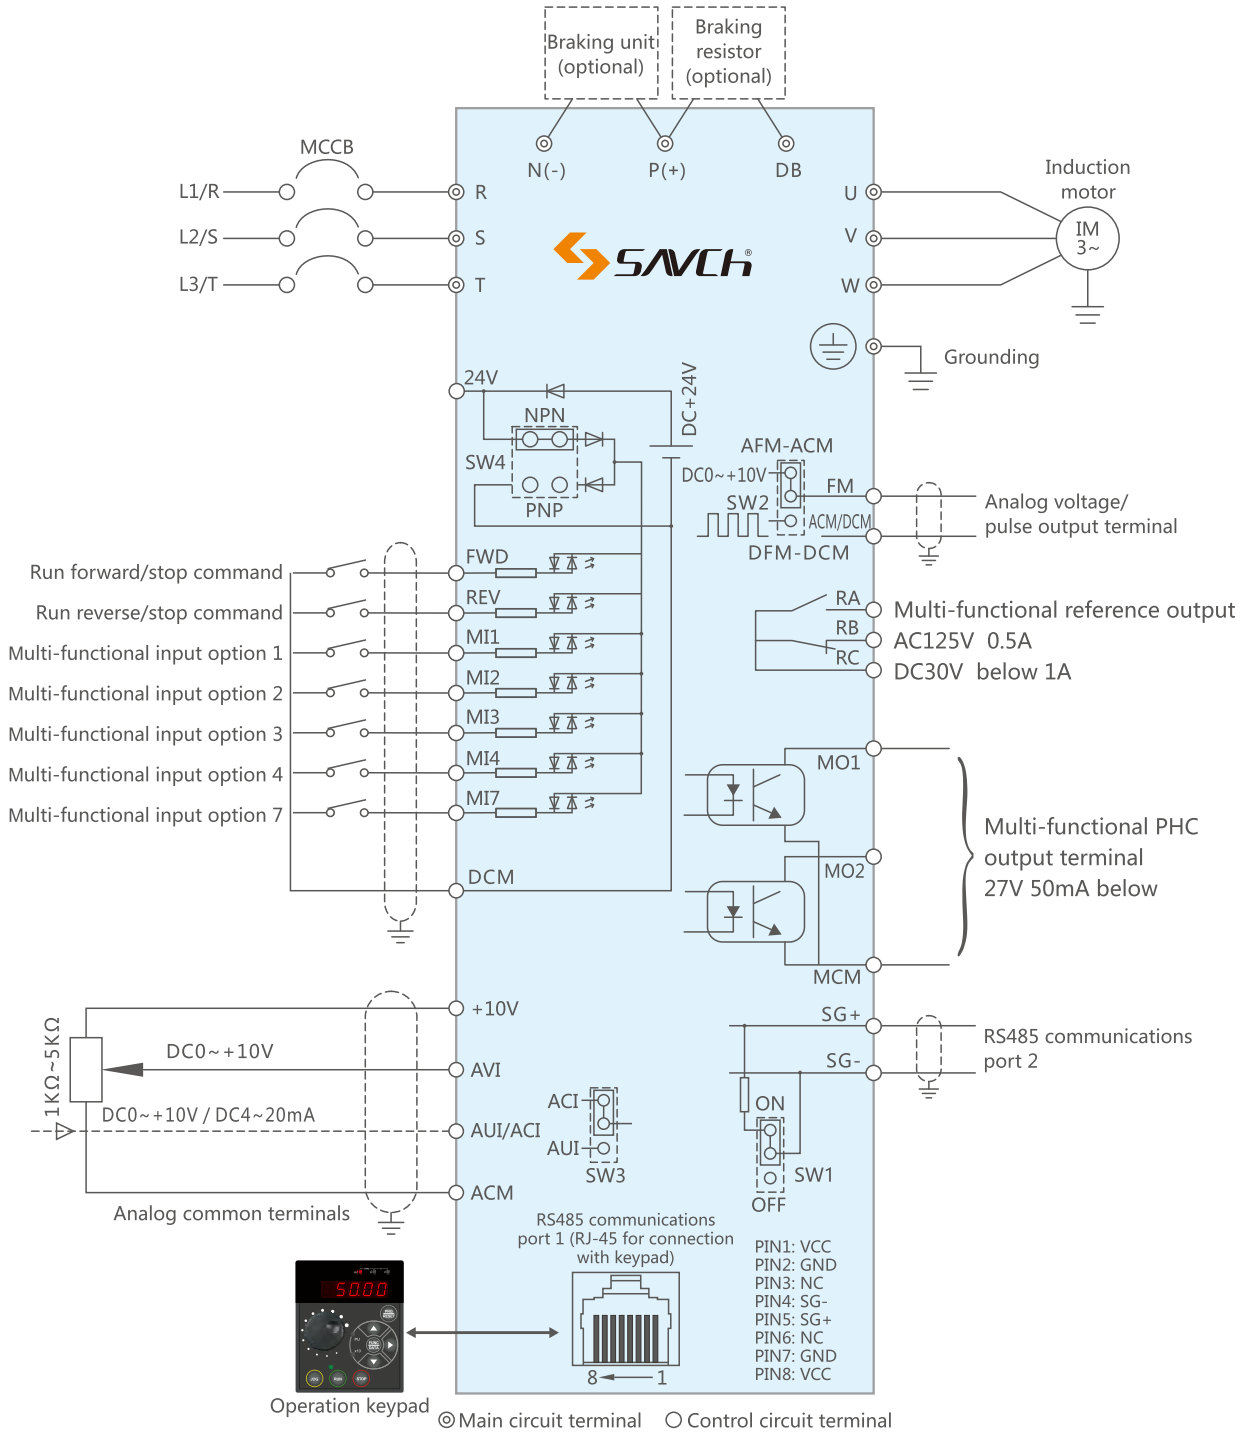 Braking unit
(optional)
Braking
resistor
(optional)
MCCB
N(-)
P(+)
DB
L1/R
R
L2/S
S
L3/T
T
SAVCh®
U
V
W
Induction
motor
IM
3~
Grounding
24V
NPN
SW4
PNP
DC+24V
AFM-ACM
DC0~+10V
FM
SW2
ACM/DCM
DFM-DCM
Analog voltage/
pulse output terminal
Run forward/stop command
FWD
Run reverse/stop command
REV
Multi-functional input option 1
MI1
Multi-functional input option 2
MI2
Multi-functional input option 3
MI3
Multi-functional input option 4
MI4
Multi-functional input option 7
MI7
DCM
RA
Multi-functional reference output
RB
AC125V 0.5A
RC
DC30V below 1A
MO1
MO2
MCM
Multi-functional PHC
output terminal
27V 50mA below
+10V
1KΩ~5KΩ
DC0~+10V
AVI
DC0~+10V / DC4~20mA
AUI/ACI
ACM
Analog common terminals
ACI
AUI
SW3
SG+
SG-
RS485 communications
port 2
ON
SW1
OFF
RS485 communications
port 1 (RJ-45 for connection
with keypad)
8
1
PIN1: VCC
PIN2: GND
PIN3: NC
PIN4: SG-
PIN5: SG+
PIN6: NC
PIN7: GND
PIN8: VCC
50.00
FUNC
DATA
JOG
RUN
STOP
Operation keypad
Main circuit terminal
Control circuit terminal